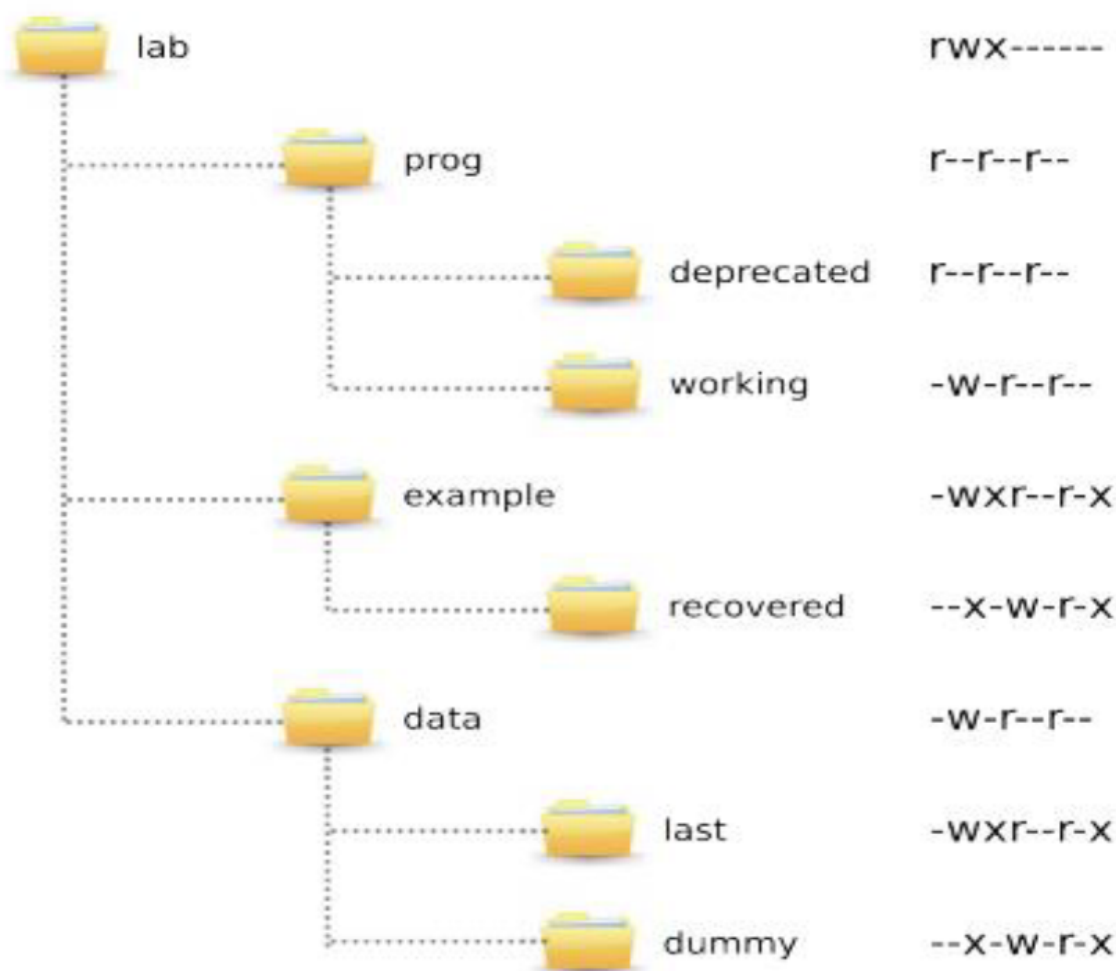 lab rwx------
prog r--r--r--
deprecated r--r--r--
working -w-r--r--
example -wxr--r-x
recovered --x-w-r-x
data -w-r--r--
last -wxr--r-x
dummy --x-w-r-x